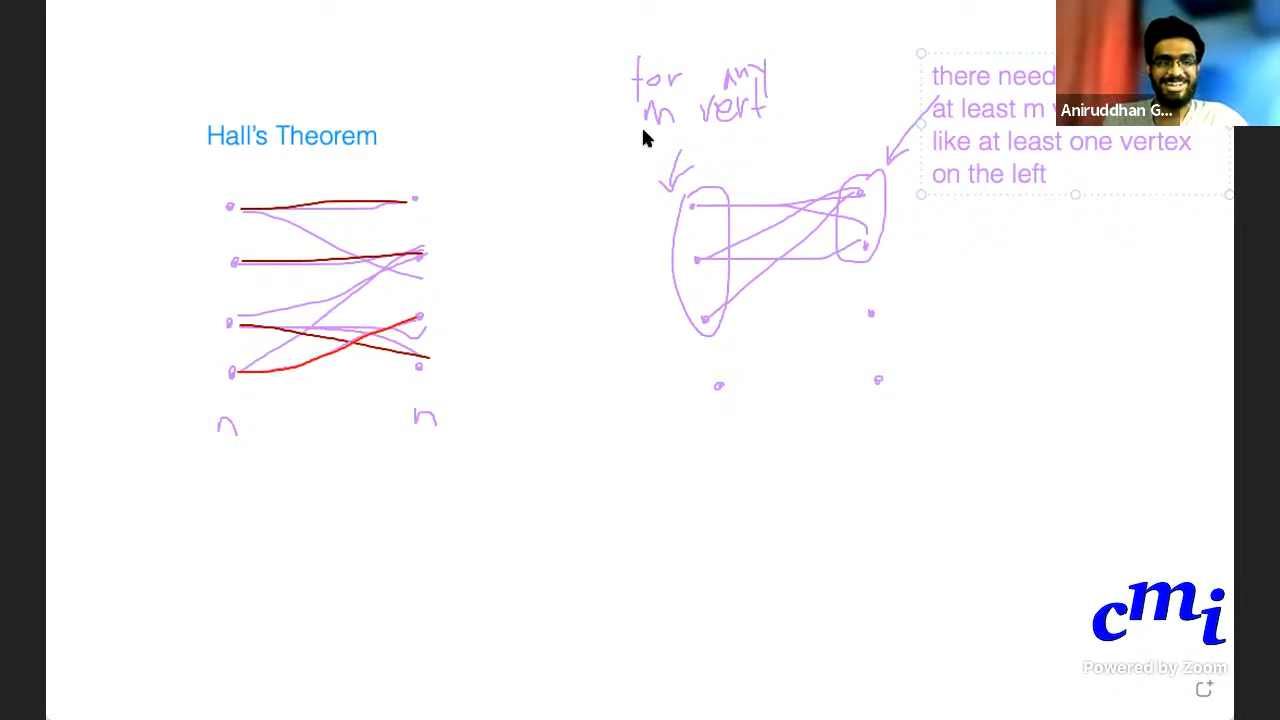 for any
m vert
there need
at least m
like at least one vertex
on the left
Aniruddhan G...
Hall's Theorem
n
n
cmi
Powered by Zoom